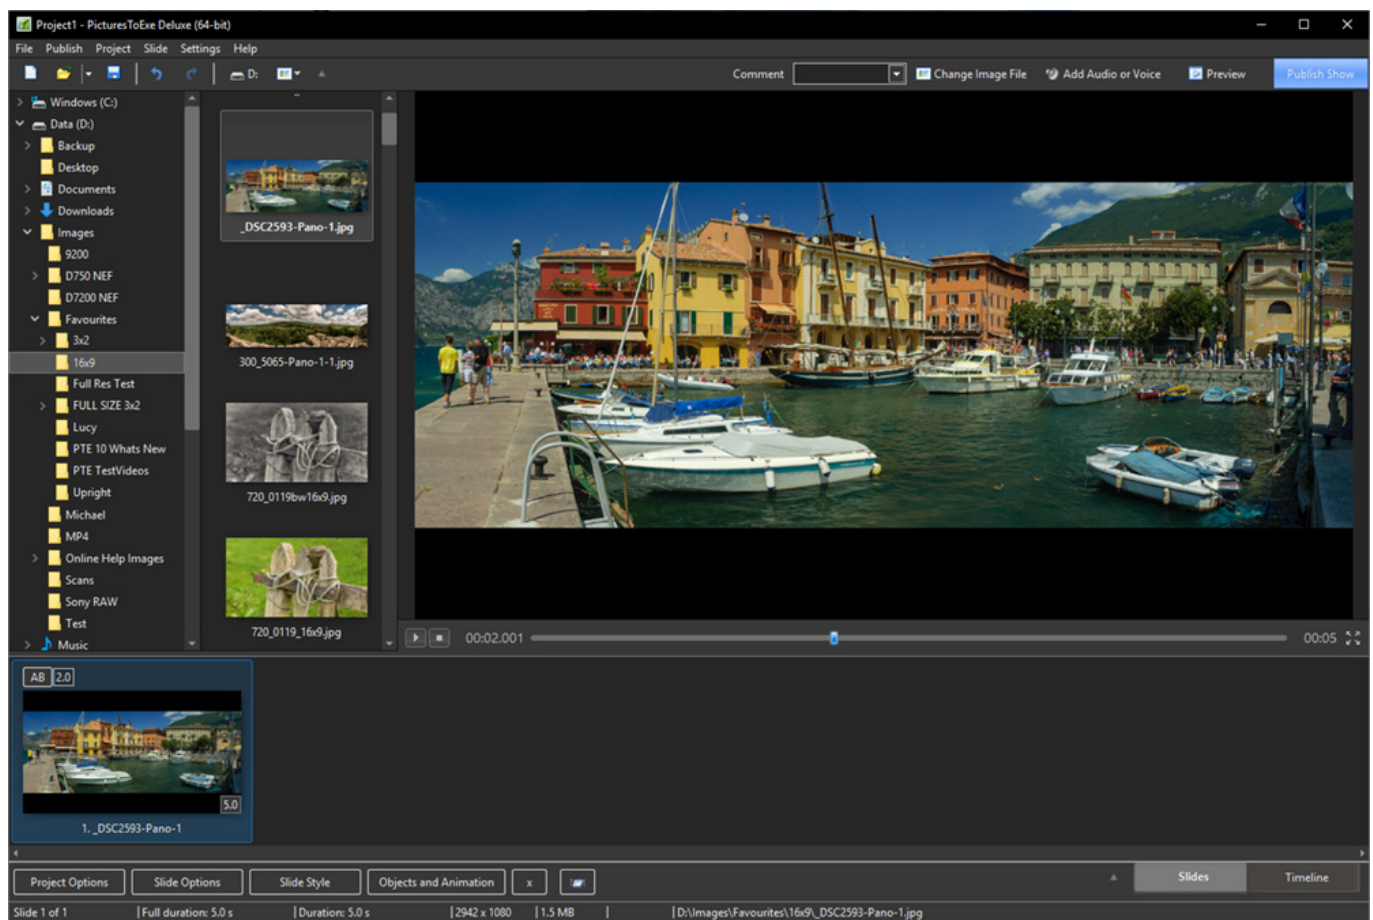 Project1 - PicturesToExe Deluxe (64-bit)
File Publish Project Slide Settings Help
D: Comment Change Image File Add Audio or Voice Preview Publish Show
Windows (C:)
Data (D:)
Backup
Desktop
Documents
Downloads
Images
9200
D750 NEF
D7200 NEF
Favourites
3x2
16x9
Full Res Test
FULL SIZE 3x2
Lucy
PTE 10 Whats New
PTE TestVideos
Upright
Michael
MP4
Online Help Images
Scans
Sony RAW
Test
Music
..
_DSC2593-Pano-1.jpg
300_5065-Pano-1-1.jpg
720_0119bw16x9.jpg
720_0119_16x9.jpg
00:02.001 00:05
AB 2.0
5.0
1. _DSC2593-Pano-1
Project Options Slide Options Slide Style Objects and Animation x Slides Timeline
Slide 1 of 1 | Full duration: 5.0 s | Duration: 5.0 s | 2942 x 1080 | 1.5 MB | | D:\Images\Favourites\16x9\_DSC2593-Pano-1.jpg